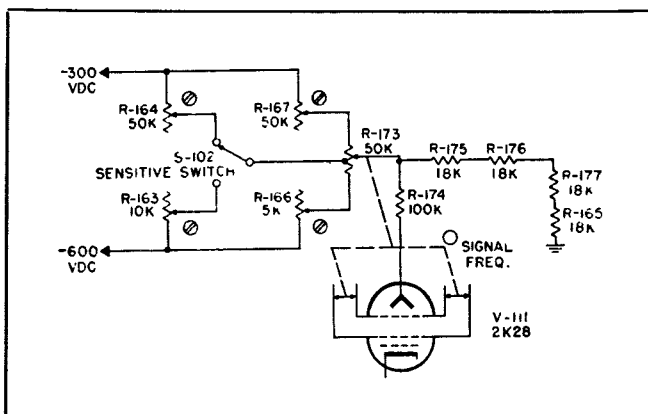 -300
VDC
R-164
50K
R-167
50K
R-173
50K
R-175
18K
R-176
18K
S-102
SENSITIVE SWITCH
R-177
18K
R-163
10K
R-166
5K
R-174
100K
R-165
18K
-600
VDC
SIGNAL
FREQ.
V-111
2K28